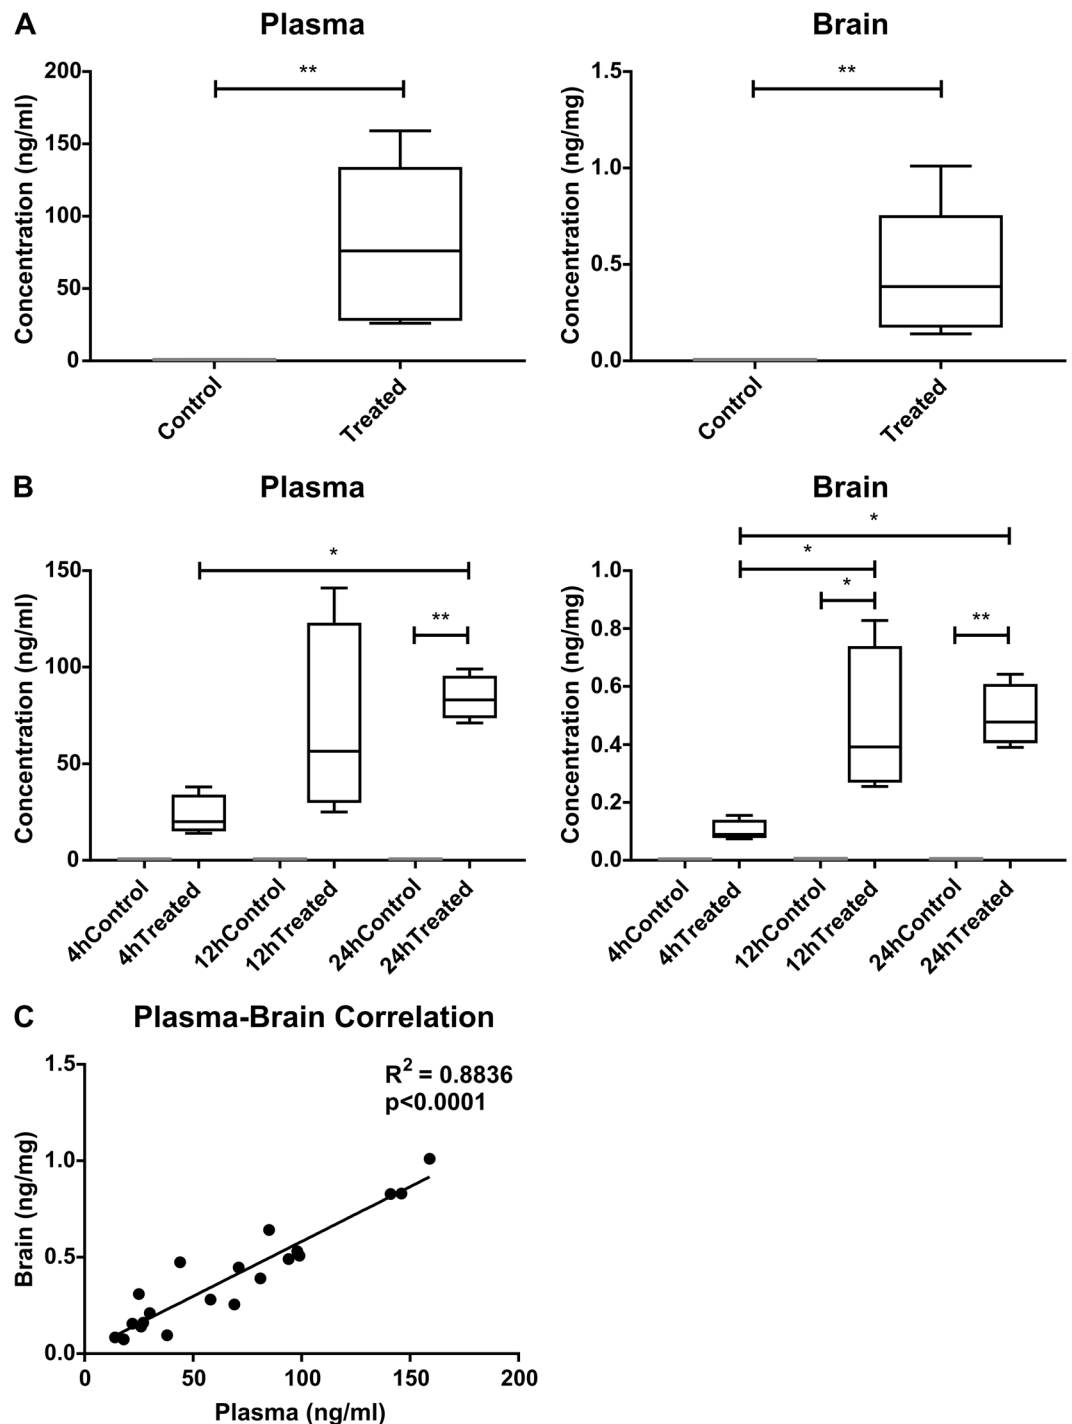 A
Plasma
Brain
**
**
Concentration (ng/ml)
200
150
100
50
0
Control
Treated
Concentration (ng/mg)
1.5
1.0
0.5
0.0
Control
Treated
B
Plasma
Brain
*
**
Concentration (ng/ml)
150
100
50
0
4hControl
4hTreated
12hControl
12hTreated
24hControl
24hTreated
*
*
*
**
Concentration (ng/mg)
1.0
0.8
0.6
0.4
0.2
0.0
4hControl
4hTreated
12hControl
12hTreated
24hControl
24hTreated
C
Plasma-Brain Correlation
R² = 0.8836
p<0.0001
Brain (ng/mg)
1.5
1.0
0.5
0.0
0
50
100
150
200
Plasma (ng/ml)